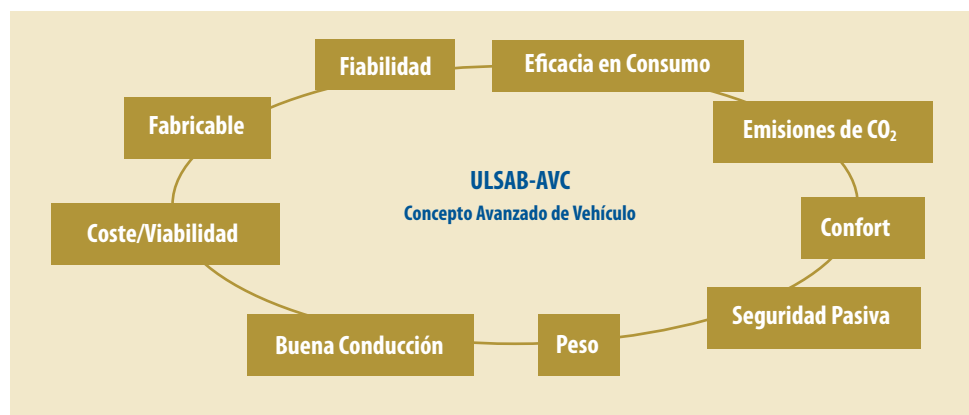 Fiabilidad
Eficacia en Consumo
Fabricable
Emisiones de CO₂
ULSAB-AVC
Concepto Avanzado de Vehículo
Coste/Viabilidad
Confort
Seguridad Pasiva
Buena Conducción
Peso